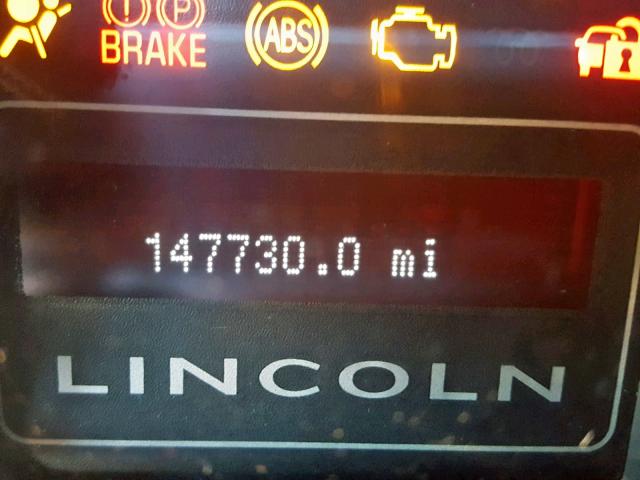 ! P
BRAKE
ABS
147730.0 mi
LINCOLN